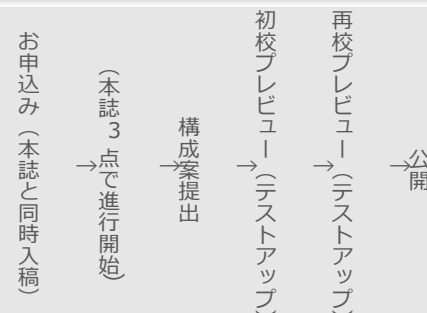 お申込み（本誌と同時入稿）
→
（本誌3点で進行開始）
→
構成案提出
→
初校プレビュー（テストアップ）
→
再校プレビュー（テストアップ）
→
公開